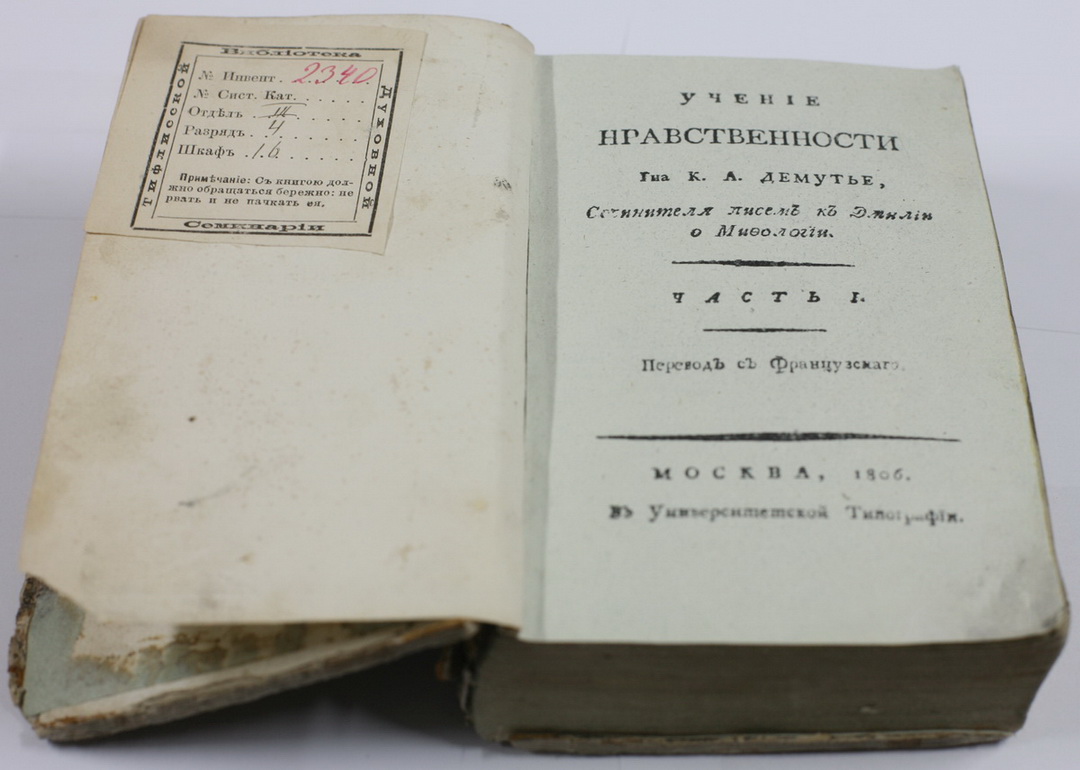 Библіотека
Тифлисской
Духовной
№ Инвент. 2340.
№ Сист. Кат.
Отдѣлъ III
Разрядъ 4
Шкафъ 16
Примѣчаніе: Съ книгою дол-
жно обращаться бережно: не
рвать и не пачкать ея.
Семинаріи
УЧЕНІЕ
НРАВСТВЕННОСТИ
Гна К. А. ДЕМУТЬЕ,
Сочинителя писемъ къ Эмиліи
о Миѳологіи.
ЧАСТЬ I.
Переводъ съ Французскаго.
МОСКВА, 1806.
Въ Университетской Типографіи.